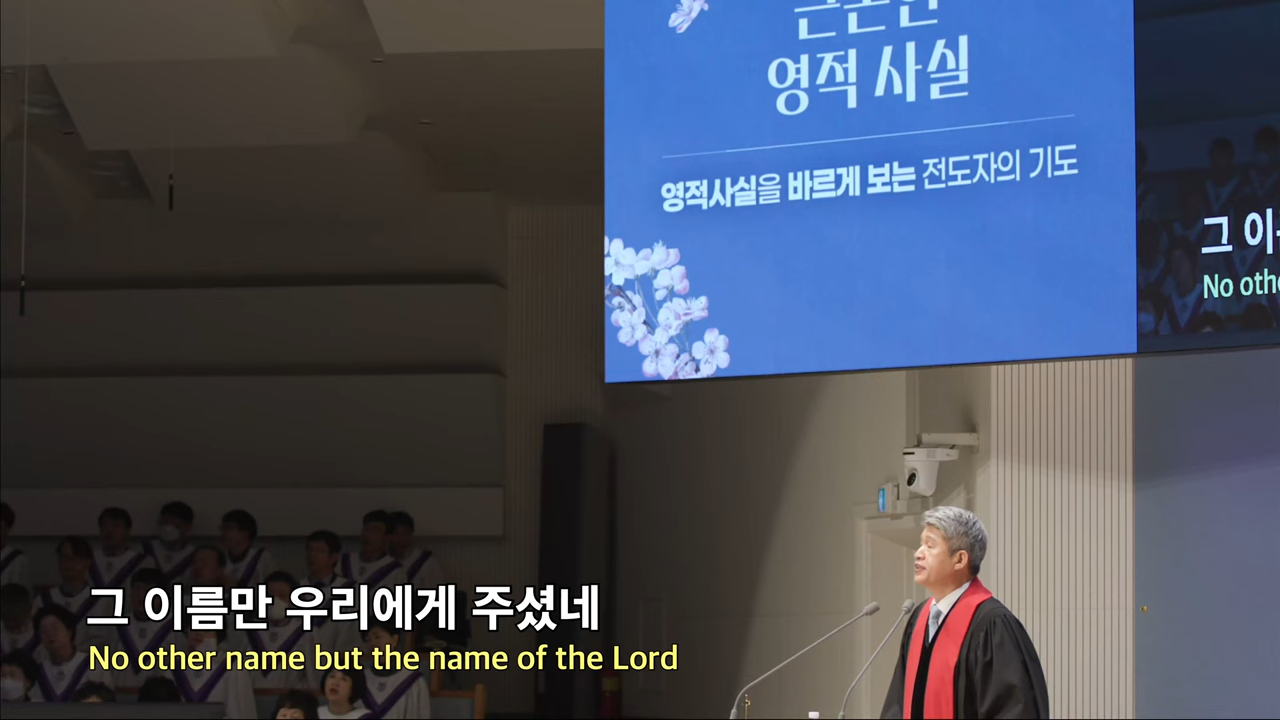 영적 사실
영적사실을 바르게 보는 전도자의 기도
그 이
No oth
그 이름만 우리에게 주셨네
No other name but the name of the Lord